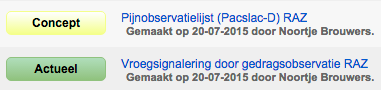 Concept
Pijnobservatielijst (Pacslac-D) RAZ
Gemaakt op 20-07-2015 door Noortje Brouwers.
Actueel
Vroegsignalering door gedragsobservatie RAZ
Gemaakt op 20-07-2015 door Noortje Brouwers.